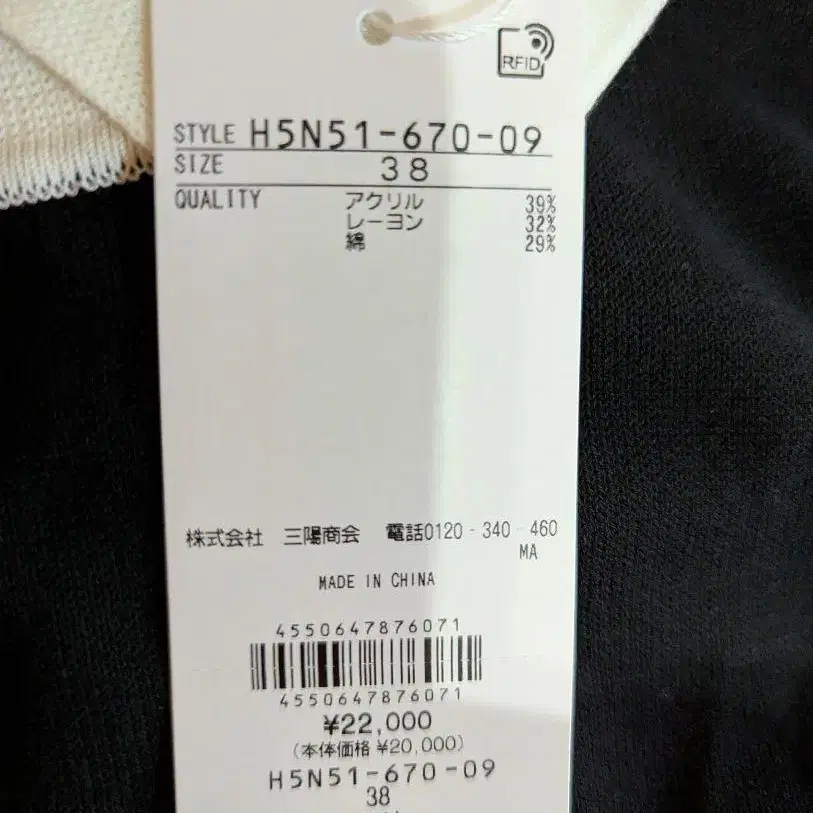 RFID
STYLE H5N51-670-09
SIZE 38
QUALITY アクリル 39%
レーヨン 32%
綿 29%
株式会社 三陽商会 電話0120-340-460
MA
MADE IN CHINA
4550647876071
4550647876071
¥22,000
(本体価格 ¥20,000)
H5N51-670-09
38